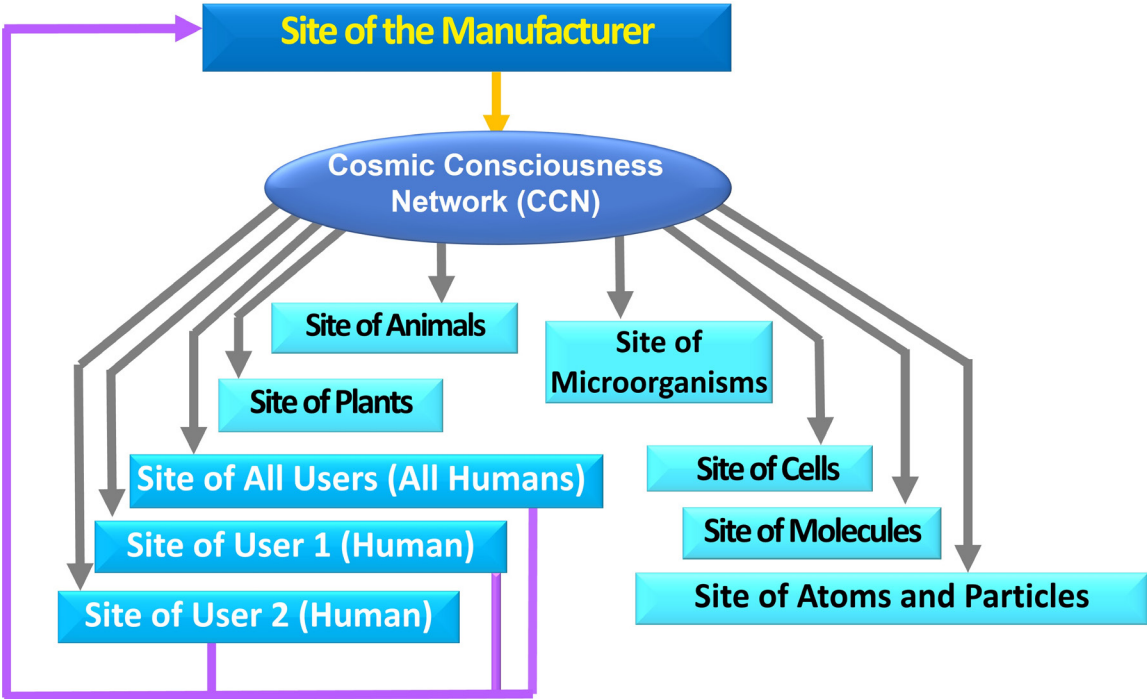 Site of the Manufacturer
Cosmic Consciousness
Network (CCN)
Site of Animals
Site of
Microorganisms
Site of Plants
Site of All Users (All Humans)
Site of Cells
Site of User 1 (Human)
Site of Molecules
Site of User 2 (Human)
Site of Atoms and Particles